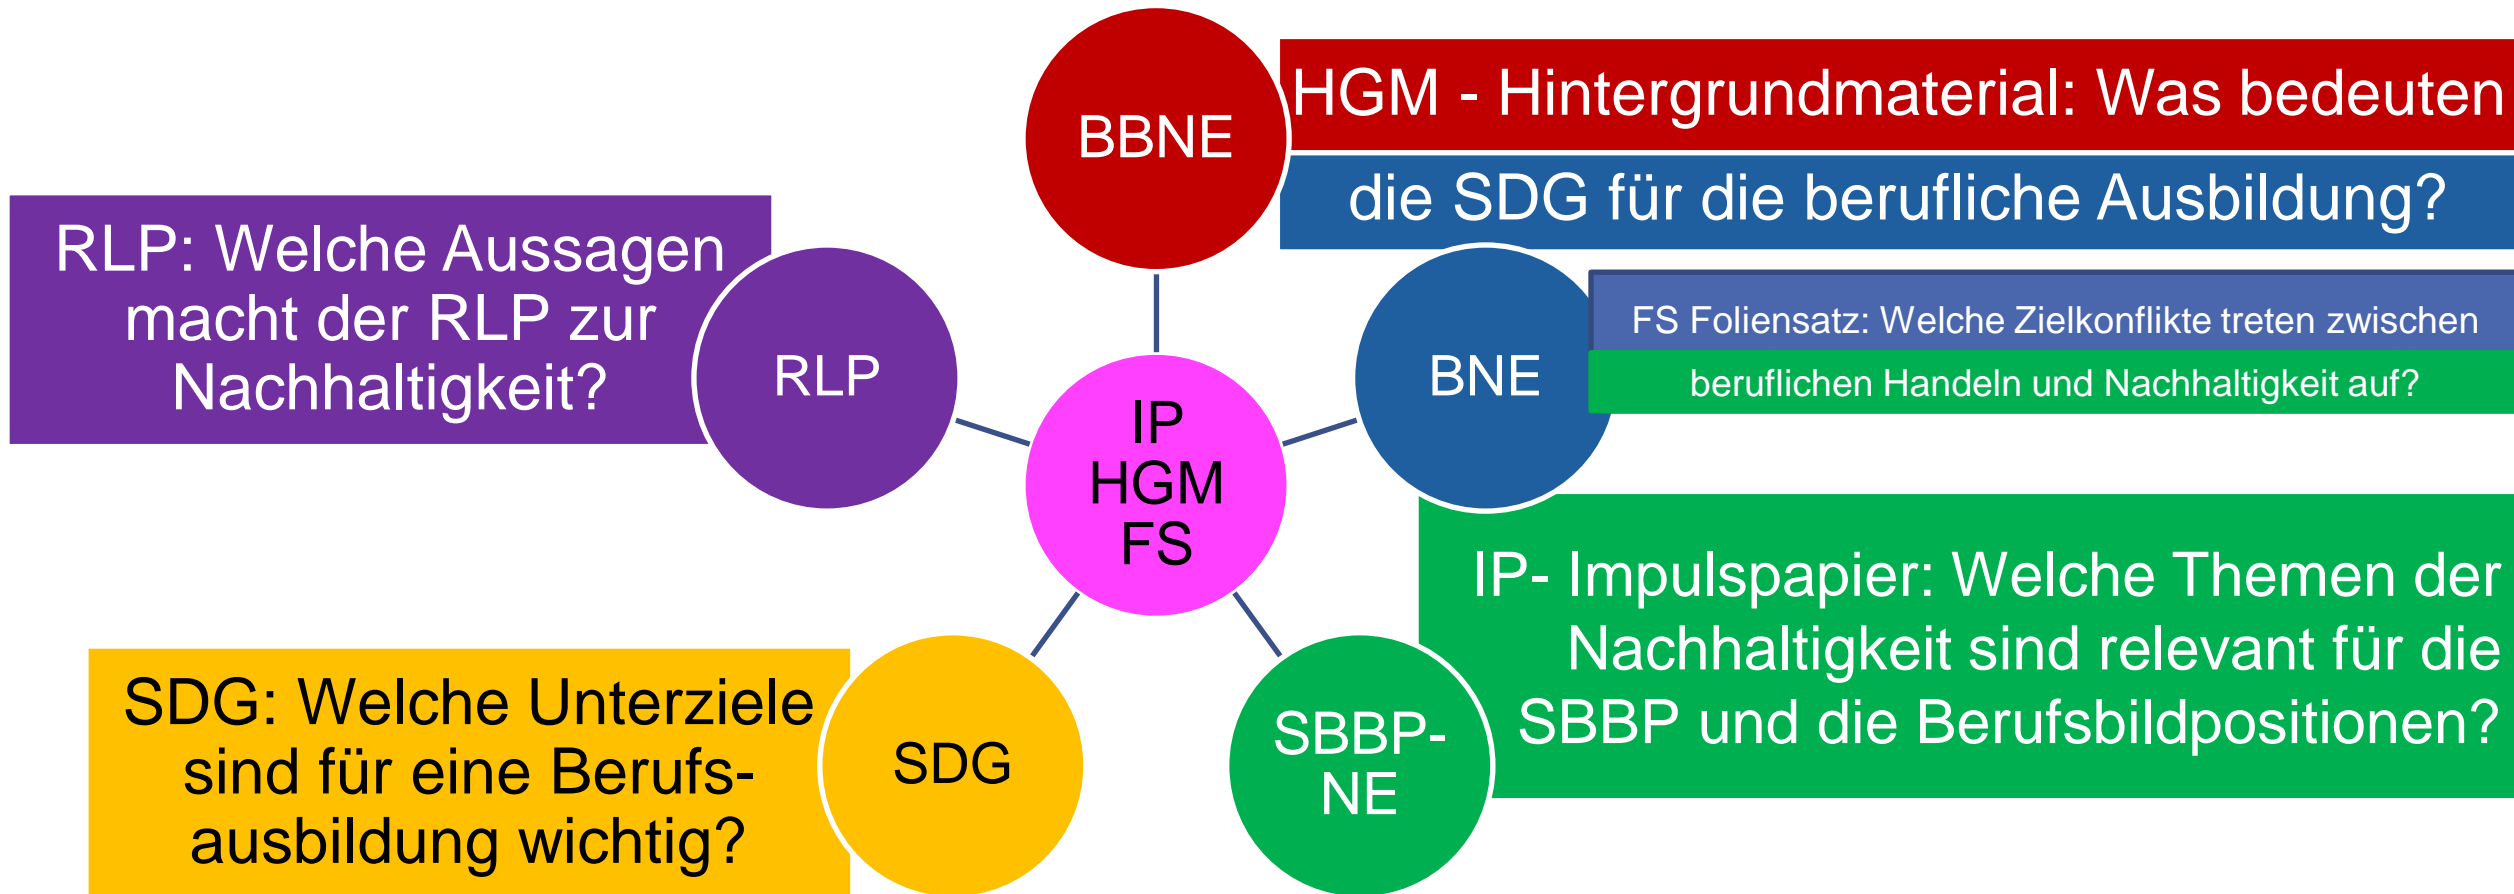 BBNE
HGM - Hintergrundmaterial: Was bedeuten
die SDG für die berufliche Ausbildung?
RLP: Welche Aussagen
macht der RLP zur
Nachhaltigkeit?
RLP
BNE
FS Foliensatz: Welche Zielkonflikte treten zwischen
beruflichen Handeln und Nachhaltigkeit auf?
IP
HGM
FS
IP- Impulspapier: Welche Themen der
Nachhaltigkeit sind relevant für die
SBBP und die Berufsbildpositionen?
SBBP-
NE
SDG: Welche Unterziele
sind für eine Berufs-
ausbildung wichtig?
SDG